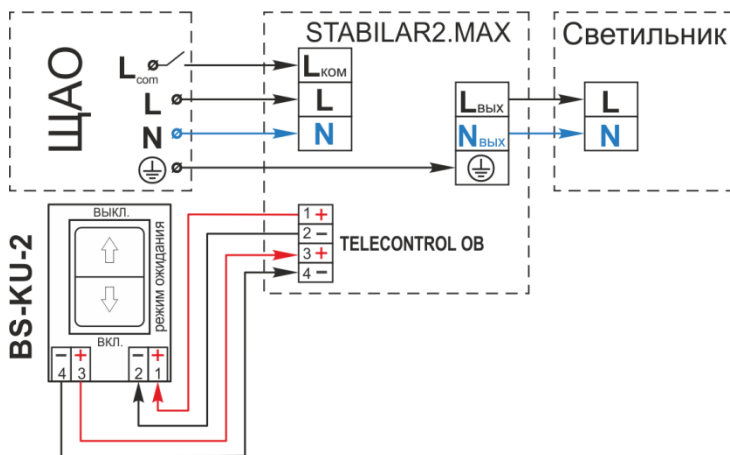 ЩАО
Lcom
L
N
STABILAR2.MAX
Lком
L
N
Lвых
Nвых
Светильник
L
N
1 +
2 −
3 +
4 −
TELECONTROL ОВ
BS-KU-2
ВЫКЛ.
режим ожидания
ВКЛ.
− + − +
4 3 2 1